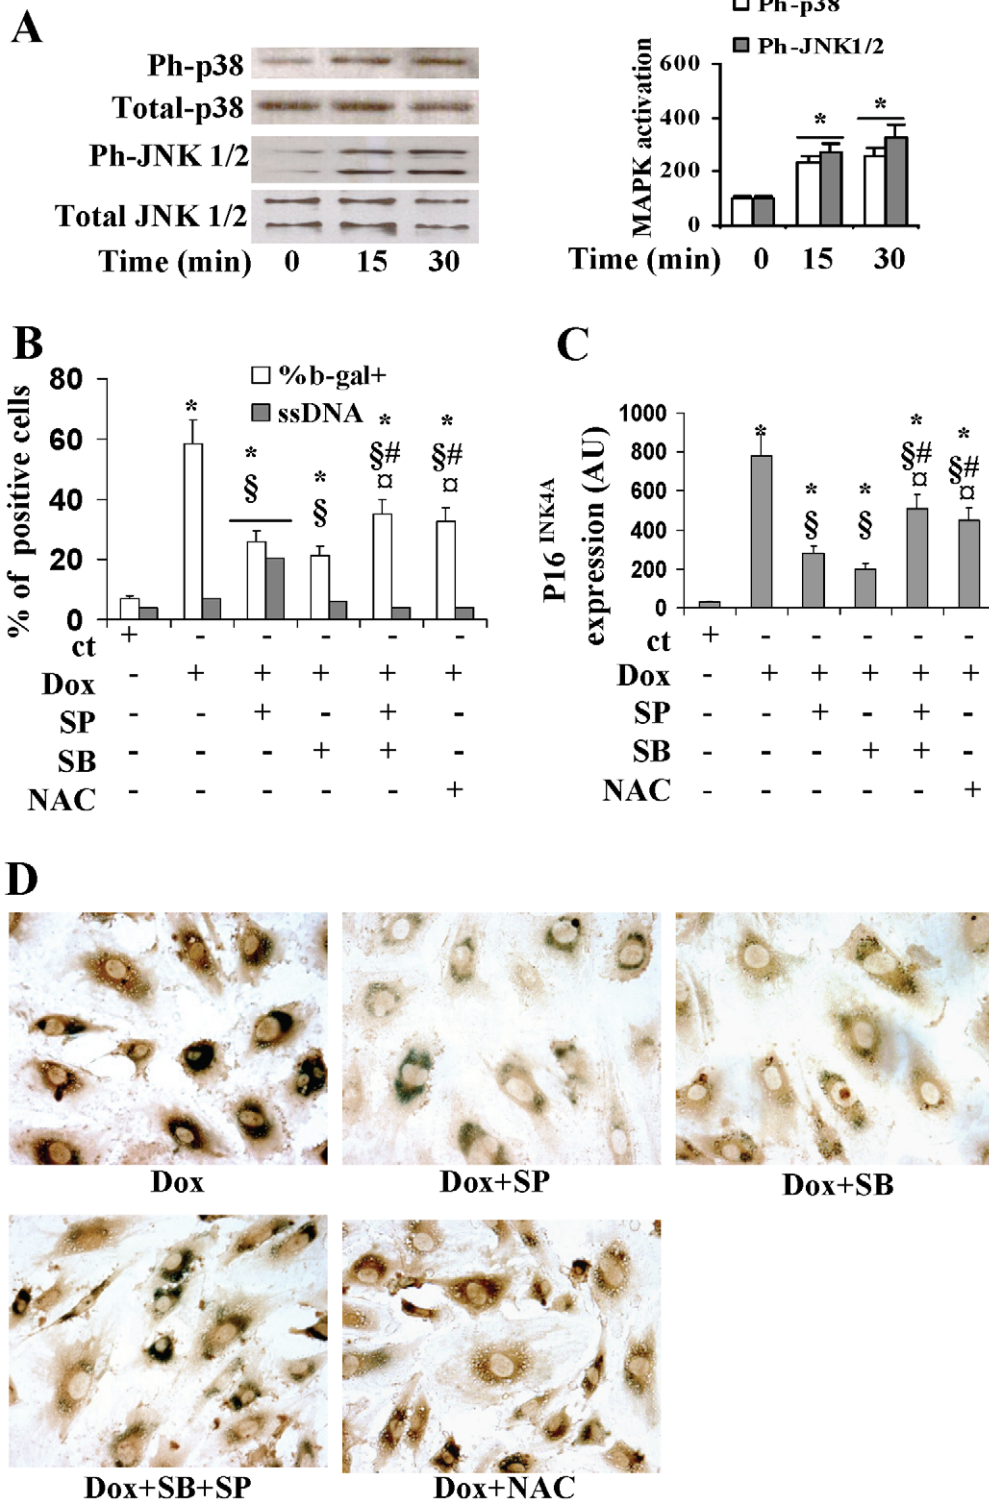 A
Ph-p38
Total-p38
Ph-JNK 1/2
Total JNK 1/2
Time (min) 0 15 30
Ph-p38
Ph-JNK1/2
MAPK activation
600
400
200
0
* *
Time (min) 0 15 30
B
% of positive cells
80
60
40
20
0
%b-gal+
ssDNA
*
*
§
*
§
*
§#
¤
*
§#
¤
ct + - - - - -
Dox - + + + + +
SP - - + - + -
SB - - - + + -
NAC - - - - - +
C
P16 INK4A
expression (AU)
1000
800
600
400
200
0
*
*
§
*
§
*
§#
¤
*
§#
¤
ct + - - - - -
Dox - + + + + +
SP - - + - + -
SB - - - + + -
NAC - - - - - +
D
Dox
Dox+SP
Dox+SB
Dox+SB+SP
Dox+NAC